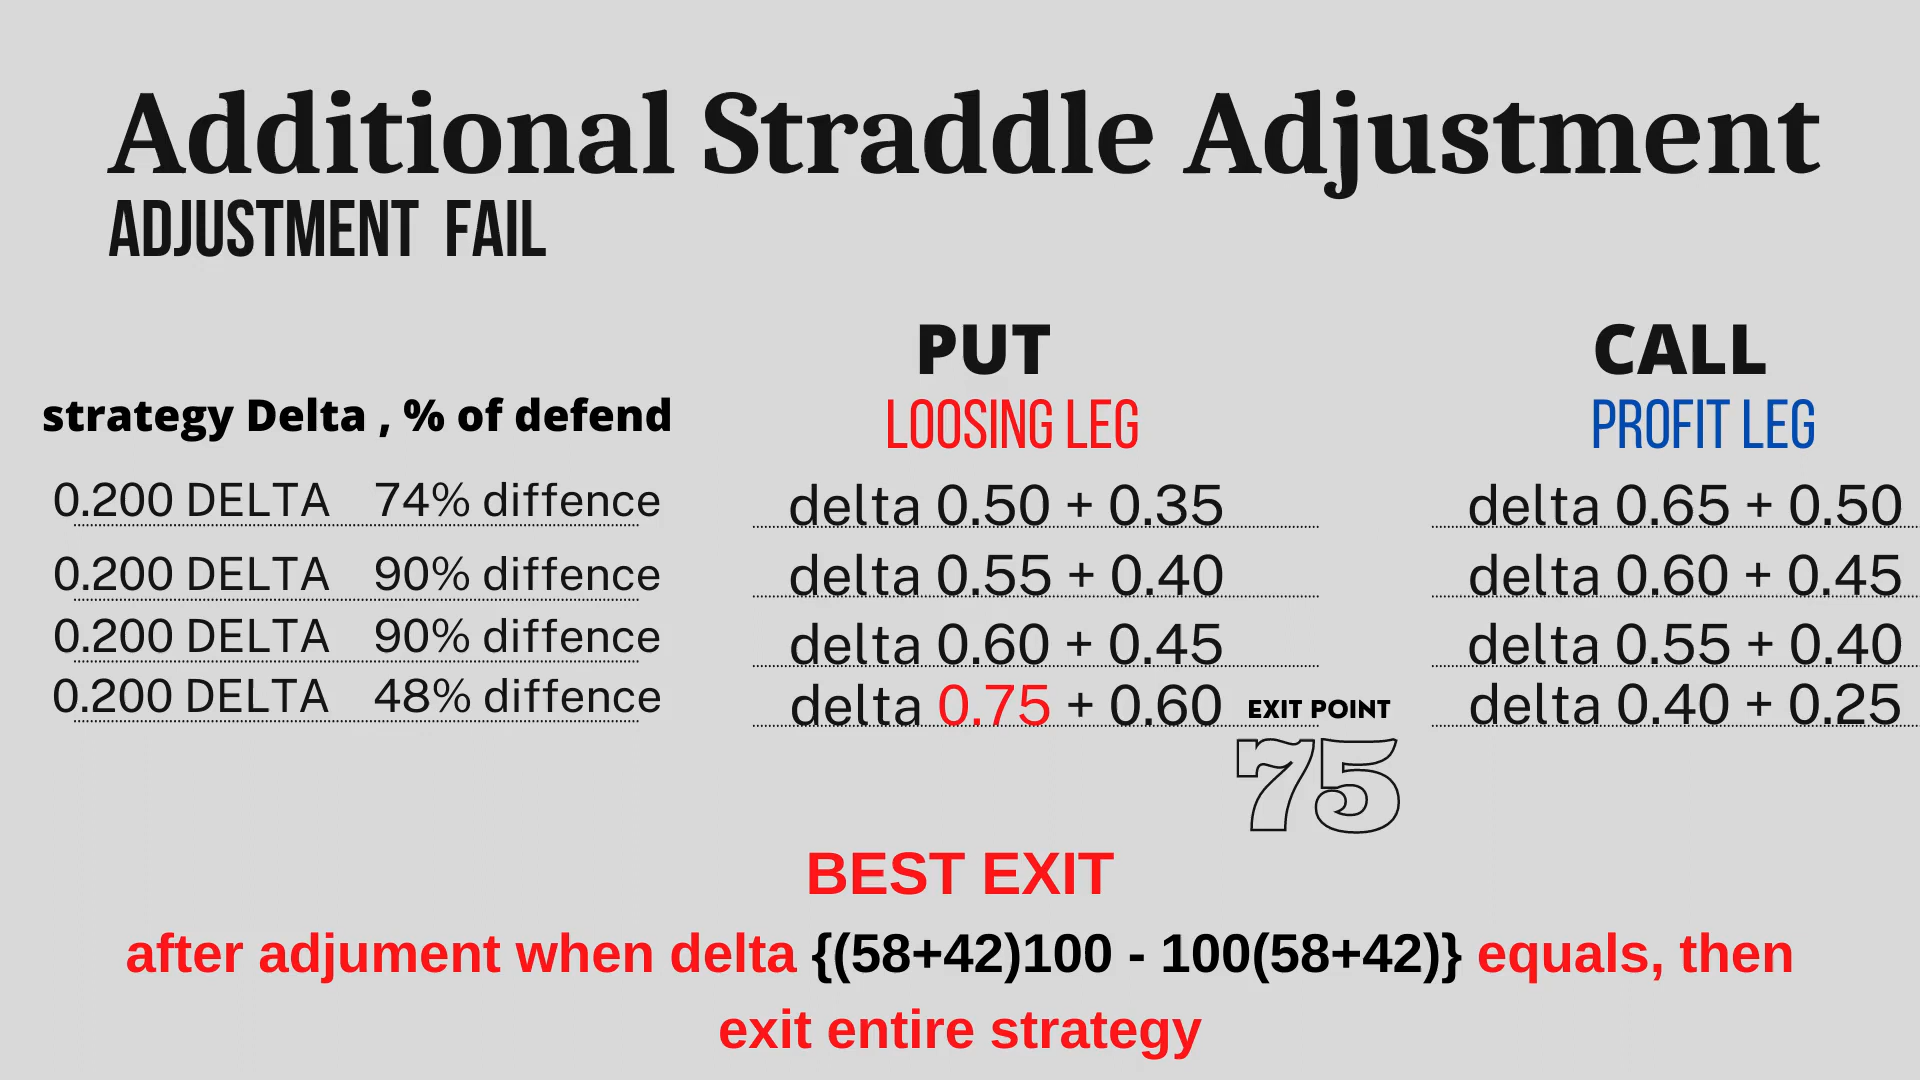 Additional Straddle Adjustment
ADJUSTMENT FAIL
PUT
CALL
strategy Delta , % of defend
LOOSING LEG
PROFIT LEG
0.200 DELTA 74% diffence
delta 0.50 + 0.35
delta 0.65 + 0.50
0.200 DELTA 90% diffence
delta 0.55 + 0.40
delta 0.60 + 0.45
0.200 DELTA 90% diffence
delta 0.60 + 0.45
delta 0.55 + 0.40
0.200 DELTA 48% diffence
delta 0.75 + 0.60
EXIT POINT
delta 0.40 + 0.25
75
BEST EXIT
after adjument when delta {(58+42)100 - 100(58+42)} equals, then
exit entire strategy